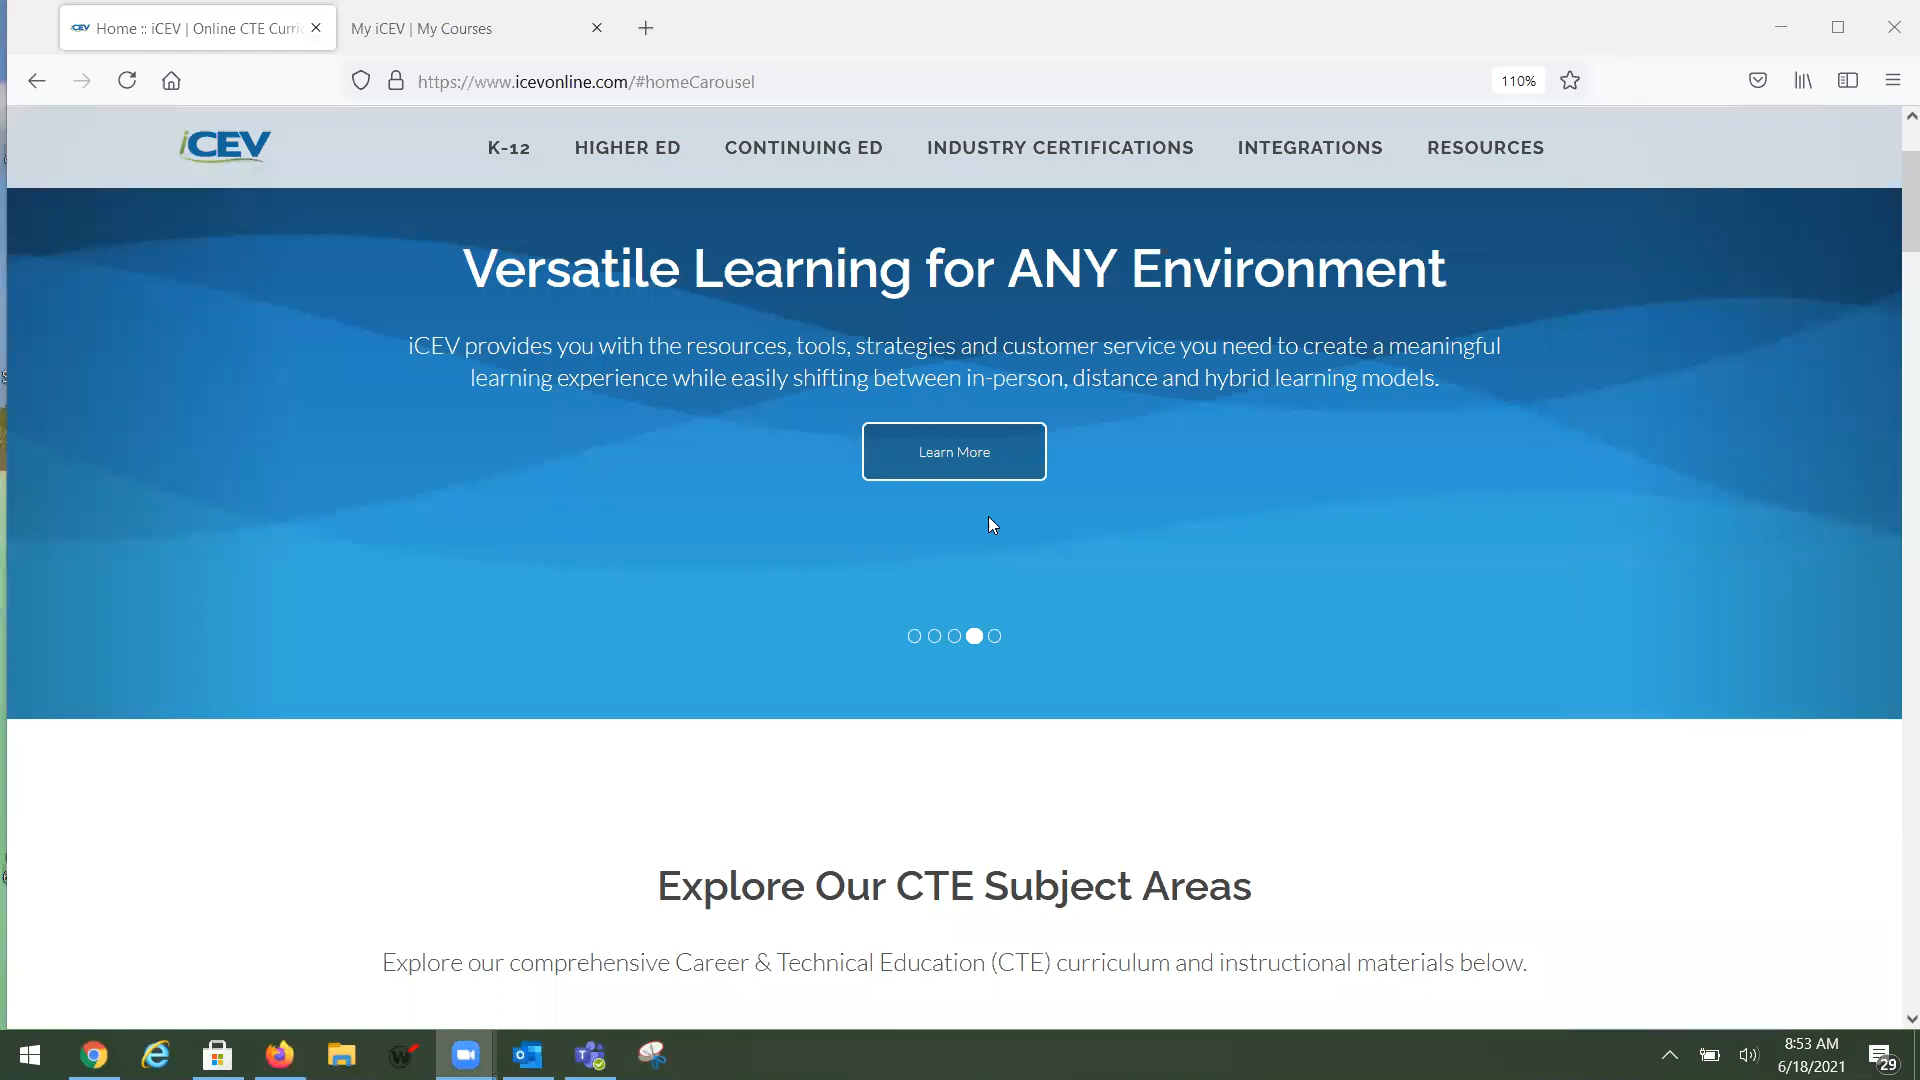 Home :: iCEV | Online CTE Curric
My iCEV | My Courses
https://www.icevonline.com/#homeCarousel
110%
iCEV
K-12
HIGHER ED
CONTINUING ED
INDUSTRY CERTIFICATIONS
INTEGRATIONS
RESOURCES
Versatile Learning for ANY Environment
iCEV provides you with the resources, tools, strategies and customer service you need to create a meaningful
learning experience while easily shifting between in-person, distance and hybrid learning models.
Learn More
Explore Our CTE Subject Areas
Explore our comprehensive Career & Technical Education (CTE) curriculum and instructional materials below.
8:53 AM
6/18/2021
29